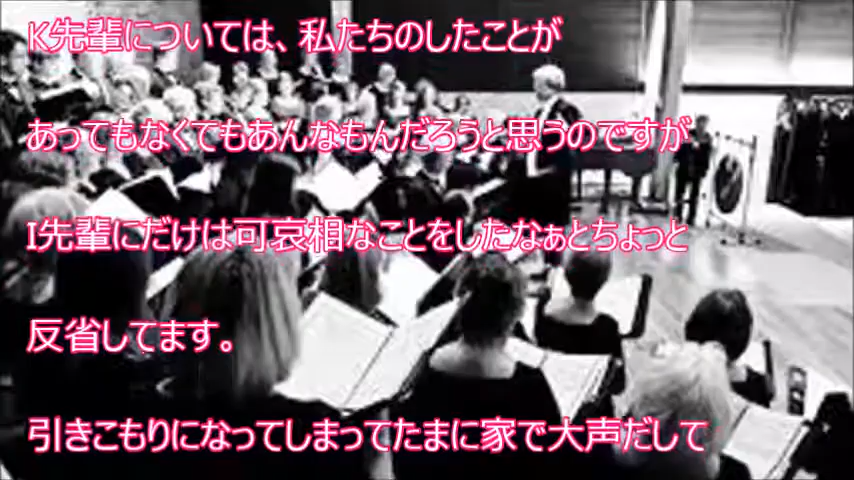 K先輩については、私たちのしたことが
あってもなくてもあんなもんだろうと思うのですが
I先輩にだけは可哀相なことをしたなぁとちょっと
反省してます。
引きこもりになってしまってたまに家で大声だして